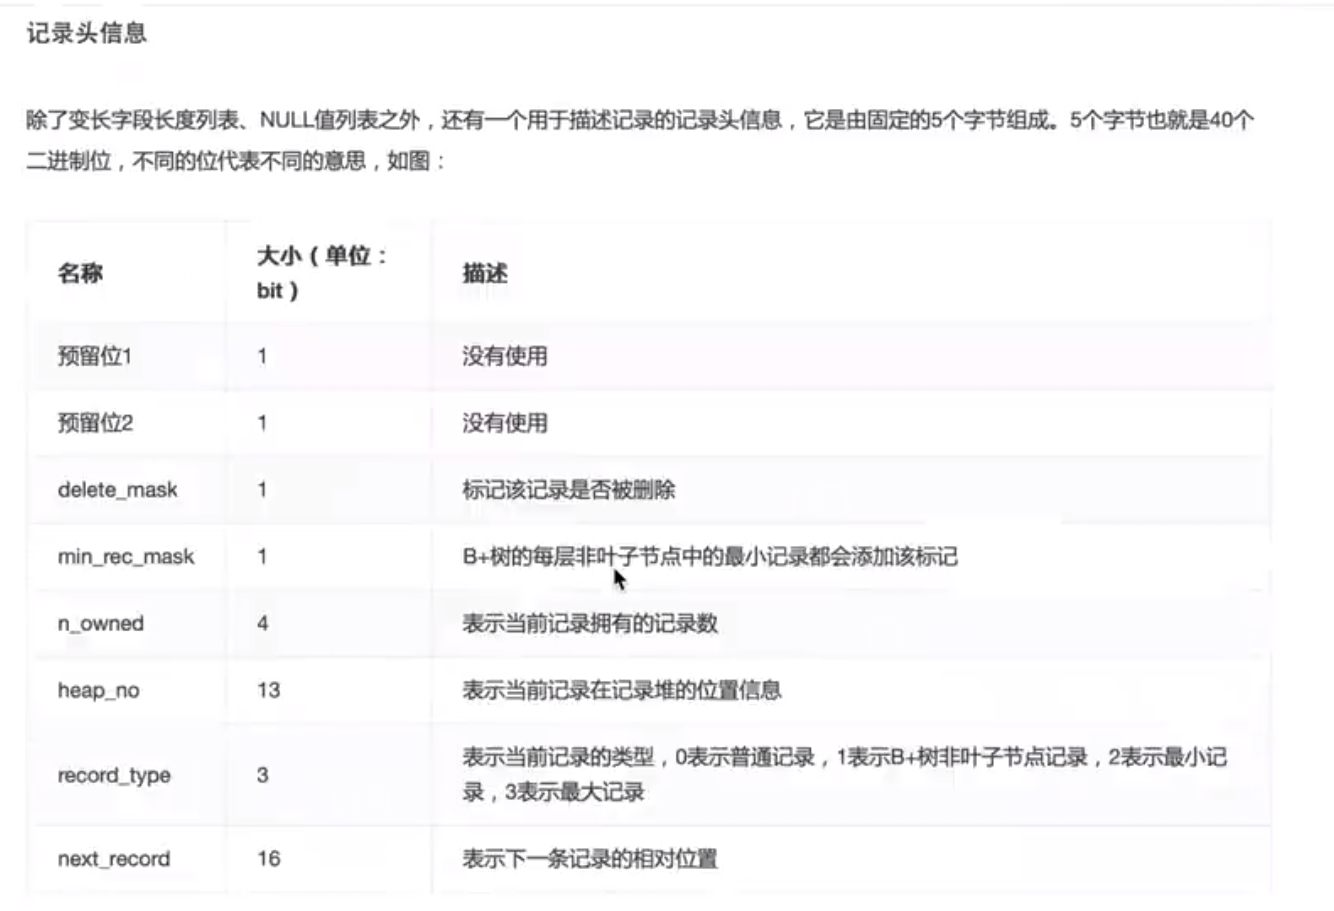 记录头信息
除了变长字段长度列表、NULL值列表之外，还有一个用于描述记录的记录头信息，它是由固定的5个字节组成。5个字节也就是40个
二进制位，不同的位代表不同的意思，如图：
名称 大小（单位：bit） 描述
预留位1 1 没有使用
预留位2 1 没有使用
delete_mask 1 标记该记录是否被删除
min_rec_mask 1 B+树的每层非叶子节点中的最小记录都会添加该标记
n_owned 4 表示当前记录拥有的记录数
heap_no 13 表示当前记录在记录堆的位置信息
record_type 3 表示当前记录的类型，0表示普通记录，1表示B+树非叶子节点记录，2表示最小记
录，3表示最大记录
next_record 16 表示下一条记录的相对位置